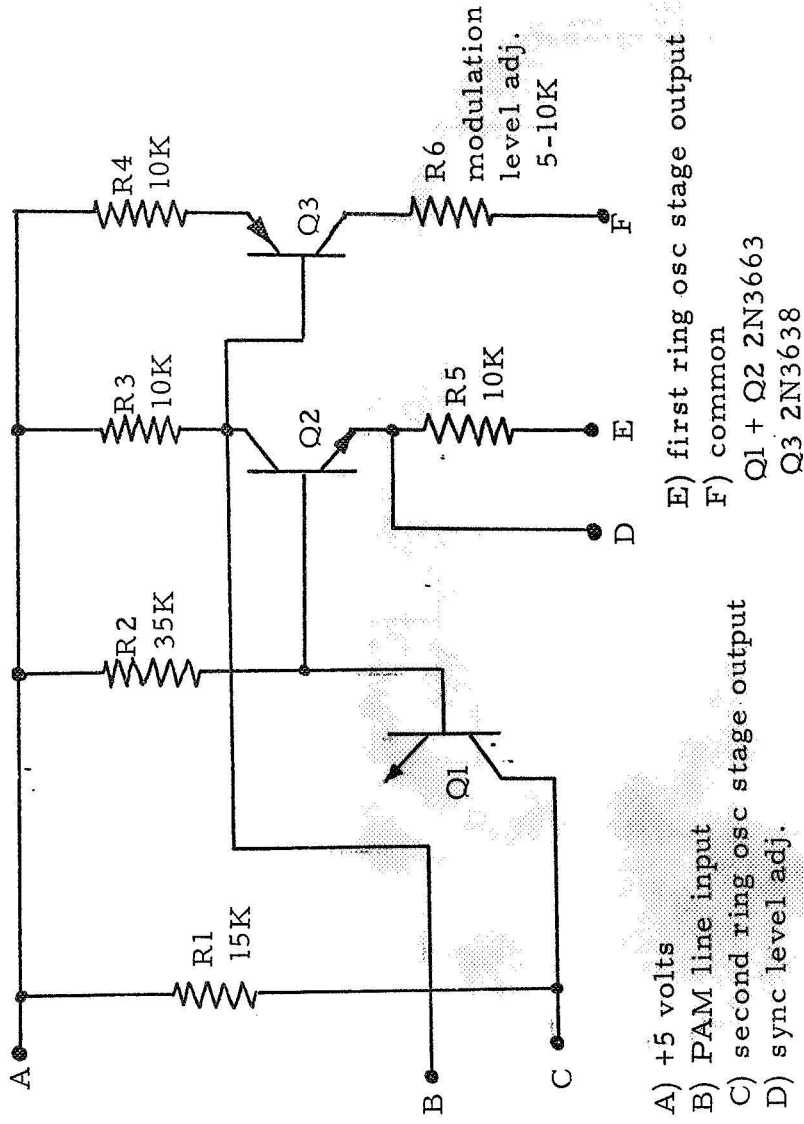 A
R1
15K
R2
35K
R3
10K
R4
10K
Q3
Q2
Q1
B
C
D
R5
10K
E
R6
modulation
level adj.
5-10K
F
A) +5 volts
B) PAM line input
C) second ring osc stage output
D) sync level adj.
E) first ring osc stage output
F) common
Q1 + Q2 2N3663
Q3 2N3638